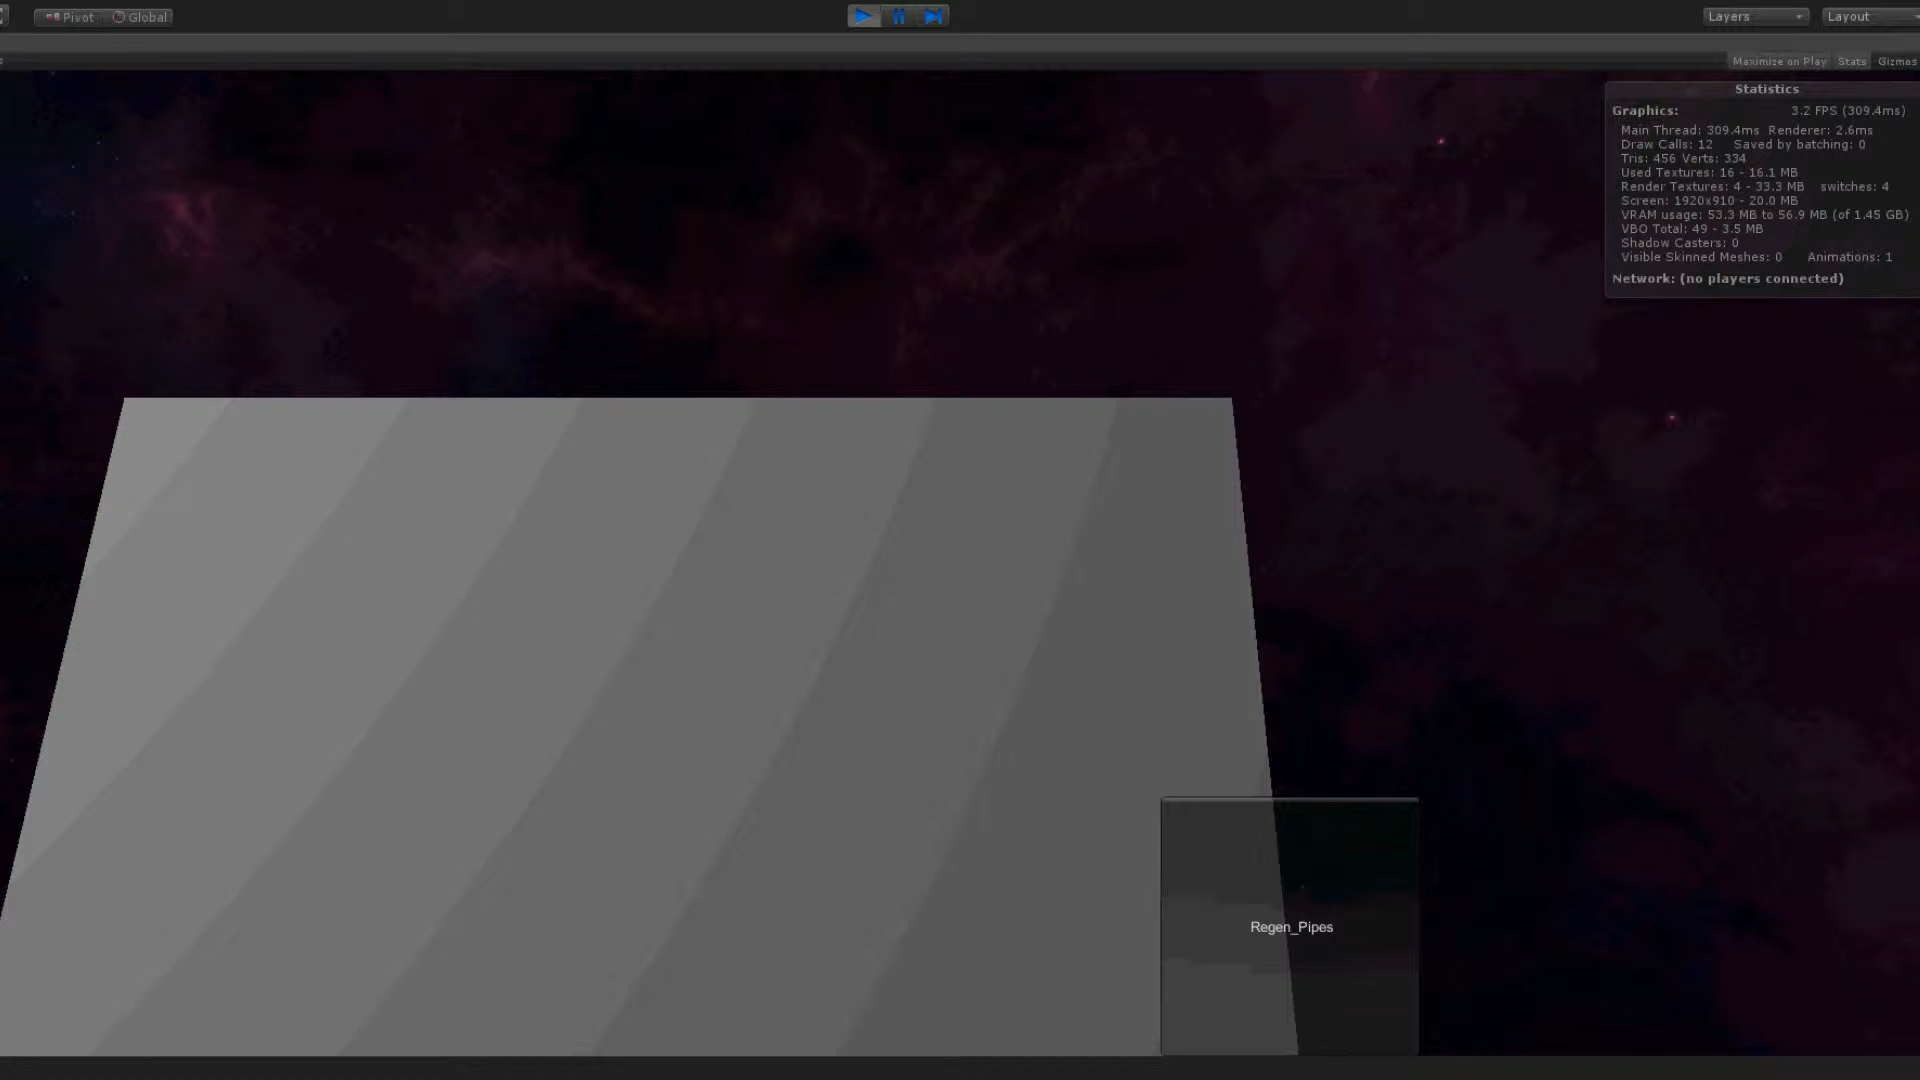 Pivot Global
Layers Layout
Maximize on Play Stats Gizmos
Statistics
Graphics: 3.2 FPS (309.4ms)
Main Thread: 309.4ms Renderer: 2.6ms
Draw Calls: 12 Saved by batching: 0
Tris: 456 Verts: 334
Used Textures: 16 - 16.1 MB
Render Textures: 4 - 33.3 MB switches: 4
Screen: 1920x910 - 20.0 MB
VRAM usage: 53.3 MB to 56.9 MB (of 1.45 GB)
VBO Total: 49 - 3.5 MB
Shadow Casters: 0
Visible Skinned Meshes: 0 Animations: 1
Network: (no players connected)
Regen_Pipes